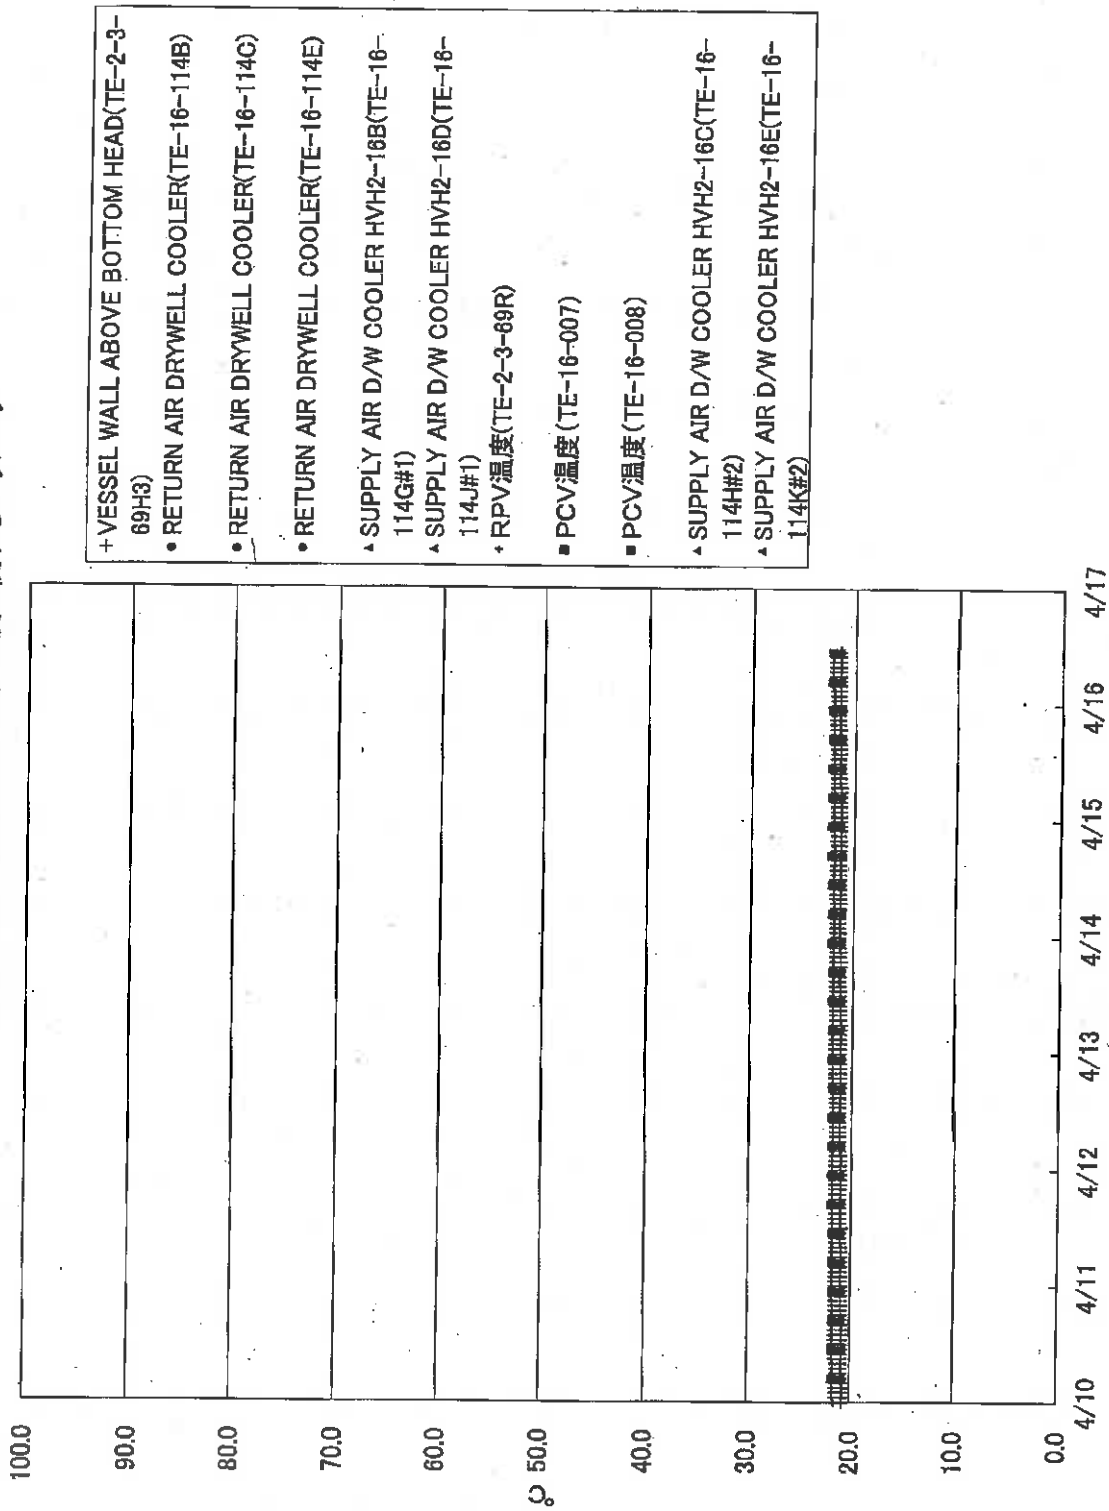 +VESSEL WALL ABOVE BOTTOM HEAD(TE-2-3-
69H3)
•RETURN AIR DRYWELL COOLER(TE-16-114B)
•RETURN AIR DRYWELL COOLER(TE-16-114C)
•RETURN AIR DRYWELL COOLER(TE-16-114E)
▲SUPPLY AIR D/W COOLER HVH2-16B(TE-16-
114G#1)
▲SUPPLY AIR D/W COOLER HVH2-16D(TE-16-
114J#1)
+RPV温度(TE-2-3-69R)
■PCV温度(TE-16-007)
■PCV温度(TE-16-008)
▲SUPPLY AIR D/W COOLER HVH2-16C(TE-16-
114H#2)
▲SUPPLY AIR D/W COOLER HVH2-16E(TE-16-
114K#2)
100.0
90.0
80.0
70.0
60.0
50.0
40.0
30.0
20.0
10.0
0.0
℃
4/10
4/11
4/12
4/13
4/14
4/15
4/16
4/17